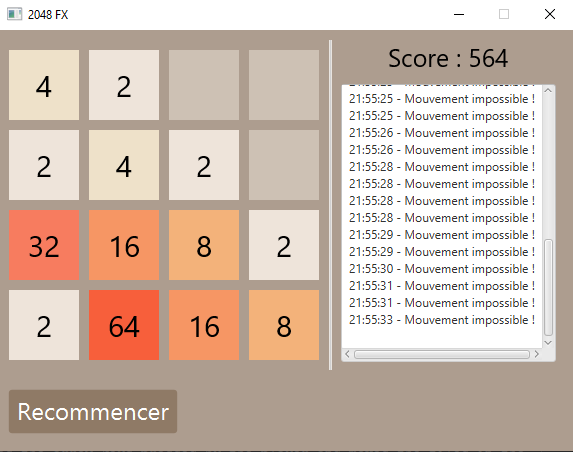 2048 FX
4 2
2 4 2
32 16 8 2
2 64 16 8
Score : 564
21:55:25 - Mouvement impossible !
21:55:25 - Mouvement impossible !
21:55:26 - Mouvement impossible !
21:55:26 - Mouvement impossible !
21:55:28 - Mouvement impossible !
21:55:28 - Mouvement impossible !
21:55:28 - Mouvement impossible !
21:55:28 - Mouvement impossible !
21:55:29 - Mouvement impossible !
21:55:29 - Mouvement impossible !
21:55:30 - Mouvement impossible !
21:55:31 - Mouvement impossible !
21:55:31 - Mouvement impossible !
21:55:33 - Mouvement impossible !
Recommencer